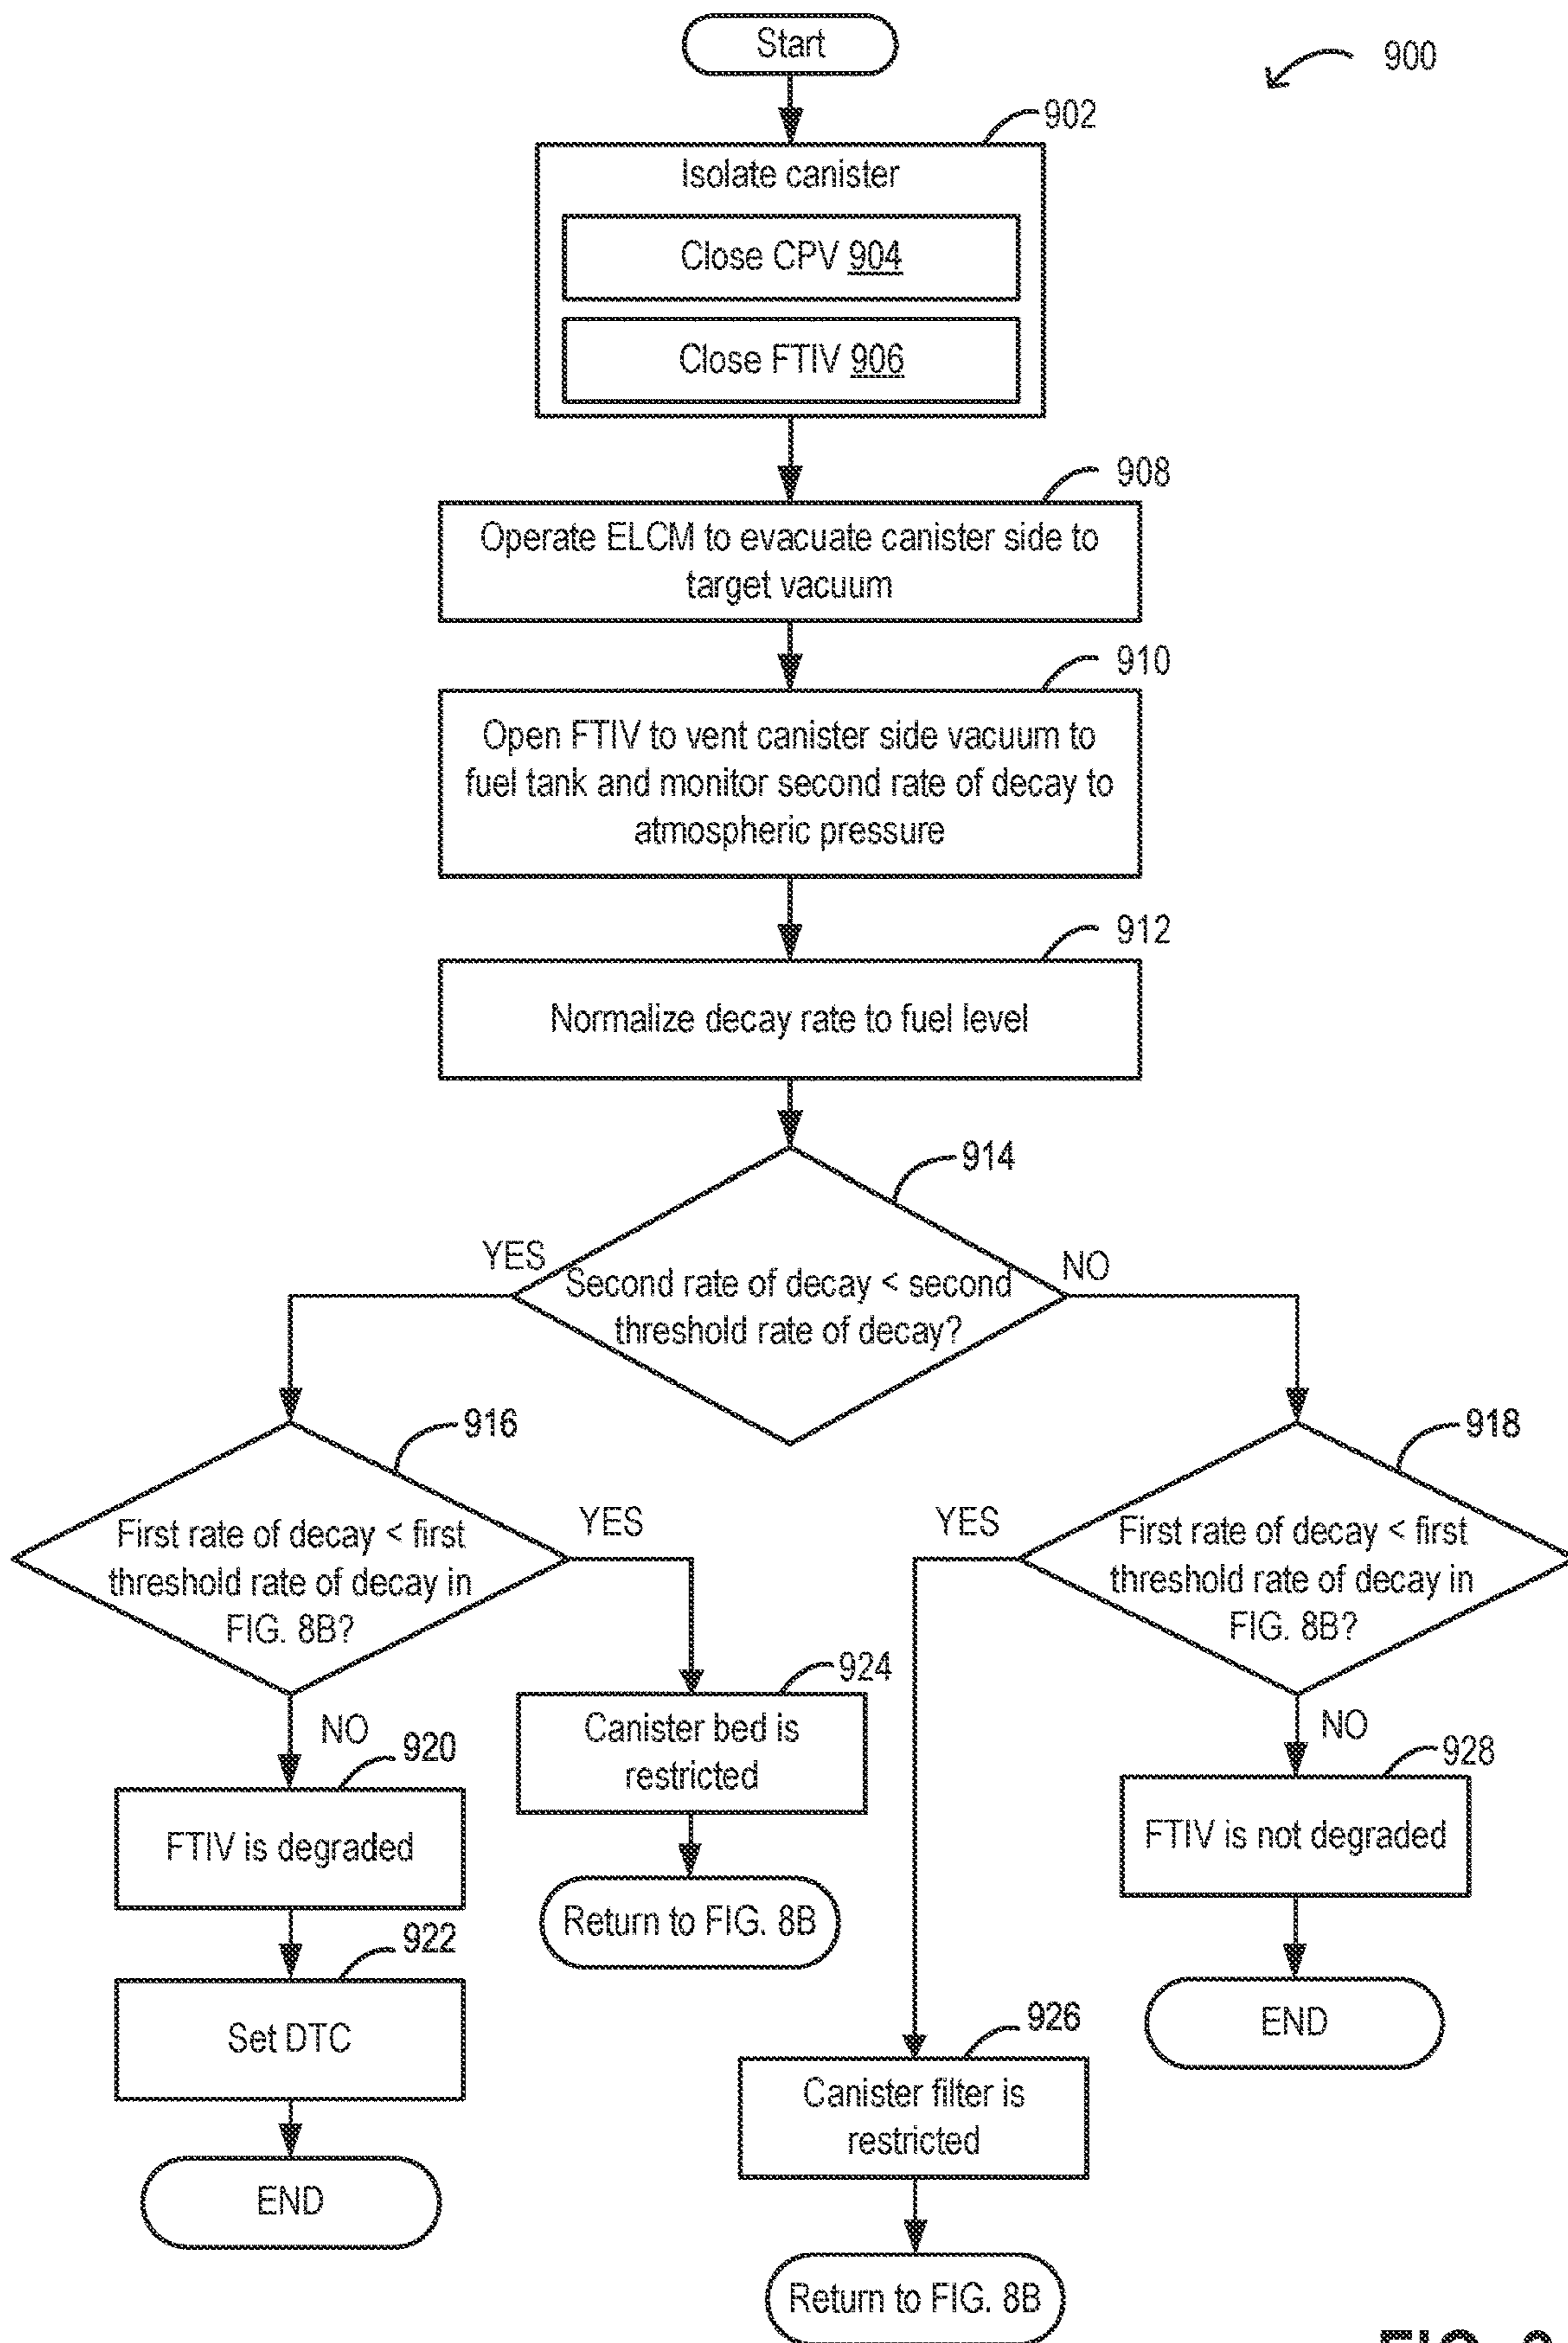 Start
900
902
Isolate canister
Close CPV 904
Close FTIV 906
908
Operate ELCM to evacuate canister side to
target vacuum
910
Open FTIV to vent canister side vacuum to
fuel tank and monitor second rate of decay to
atmospheric pressure
912
Normalize decay rate to fuel level
914
YES
NO
Second rate of decay < second
threshold rate of decay?
916
First rate of decay < first
threshold rate of decay in
FIG. 8B?
YES
NO
918
First rate of decay < first
threshold rate of decay in
FIG. 8B?
YES
NO
924
Canister bed is
restricted
Return to FIG. 8B
920
FTIV is degraded
922
Set DTC
END
928
FTIV is not degraded
END
926
Canister filter is
restricted
Return to FIG. 8B